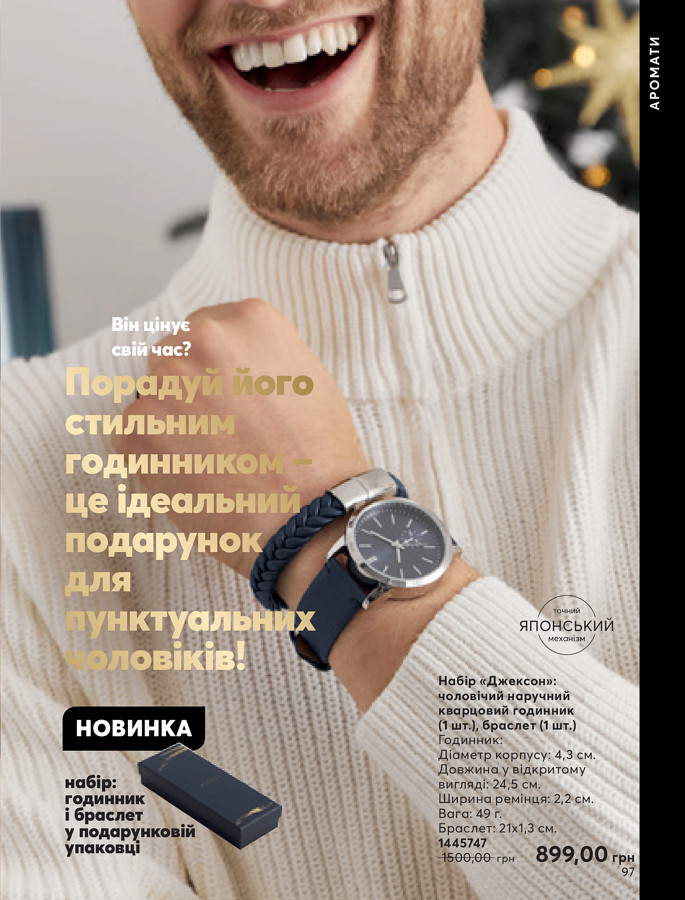 АРОМАТИ
Він цінує
свій час?
Порадуй його
стильним
годинником –
це ідеальний
подарунок
для
пунктуальних
чоловіків!
НОВИНКА
набір:
годинник
і браслет
у подарунковій
упаковці
точний
ЯПОНСЬКИЙ
механізм
Набір «Джексон»:
чоловічий наручний
кварцовий годинник
(1 шт.), браслет (1 шт.)
Годинник:
Діаметр корпусу: 4,3 см.
Довжина у відкритому
вигляді: 24,5 см.
Ширина ремінця: 2,2 см.
Вага: 49 г.
Браслет: 21х1,3 см.
1445747
1500,00 грн 899,00 грн
97